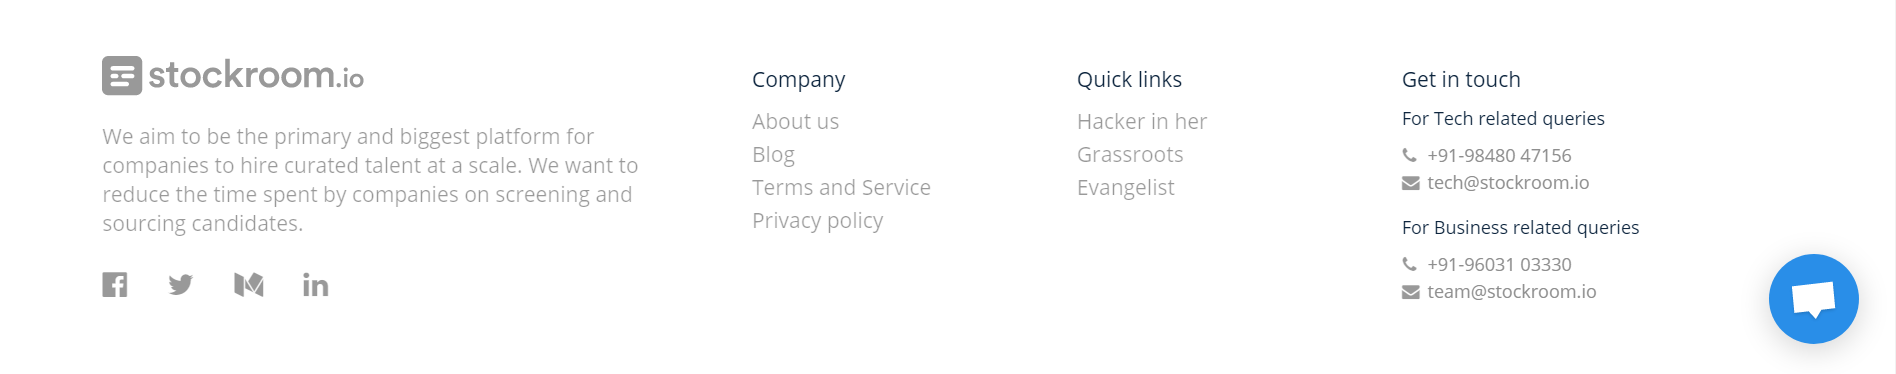 stockroom.io
We aim to be the primary and biggest platform for
companies to hire curated talent at a scale. We want to
reduce the time spent by companies on screening and
sourcing candidates.
Company
About us
Blog
Terms and Service
Privacy policy
Quick links
Hacker in her
Grassroots
Evangelist
Get in touch
For Tech related queries
+91-98480 47156
tech@stockroom.io
For Business related queries
+91-96031 03330
team@stockroom.io